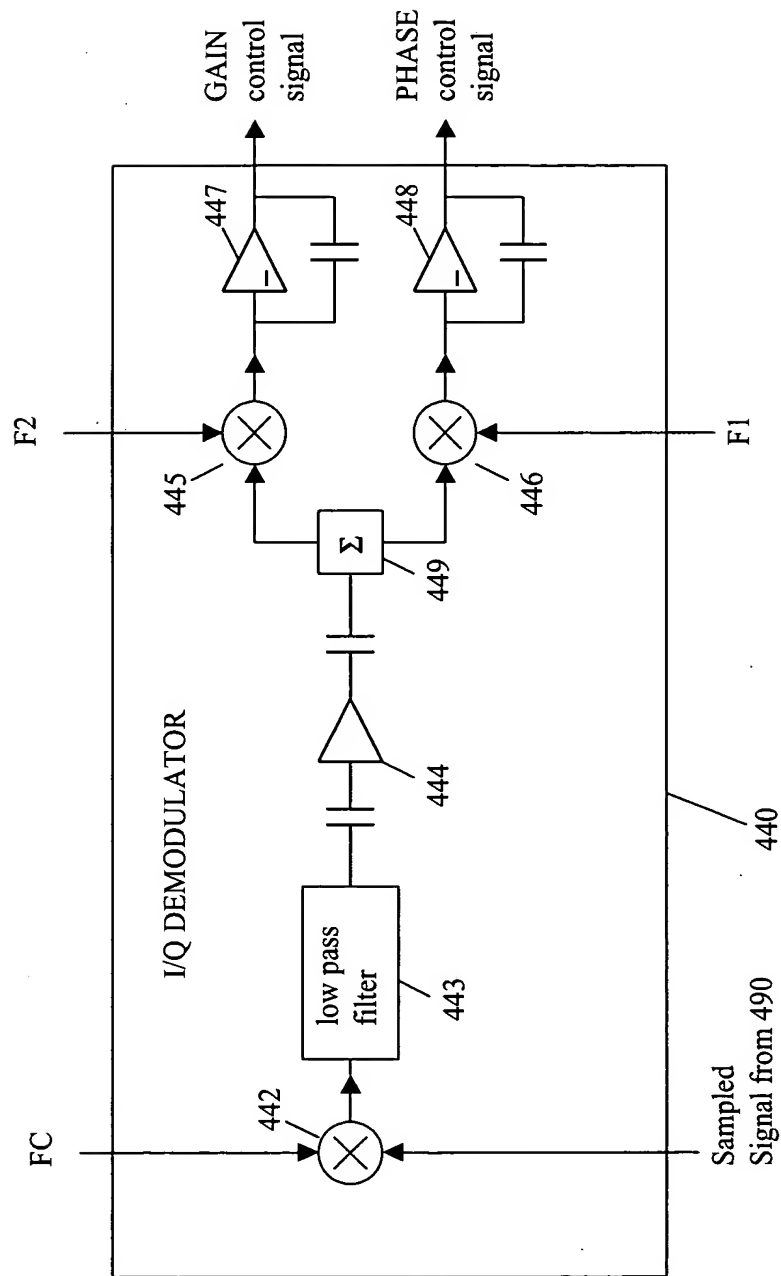 I/Q DEMODULATOR
FC
442
Sampled
Signal from 490
low pass
filter
443
444
Σ
449
F2
445
F1
446
447
448
440
GAIN
control
signal
PHASE
control
signal